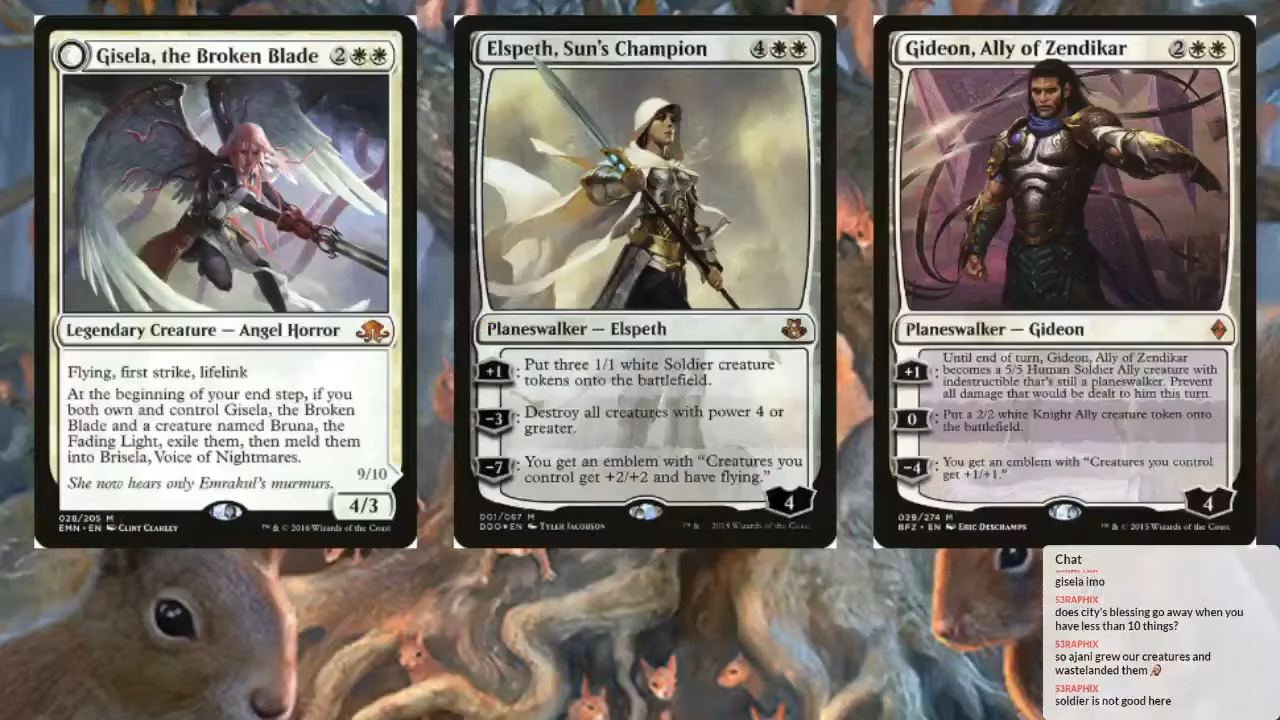 Gisela, the Broken Blade 2
Legendary Creature — Angel Horror
Flying, first strike, lifelink
At the beginning of your end step, if you
both own and control Gisela, the Broken
Blade and a creature named Bruna, the
Fading Light, exile them, then meld them
into Brisela, Voice of Nightmares.
9/10
She now hears only Emrakul's murmurs.
4/3
028/205 M
EMN • EN CLINT CEARLEY
™ & © 2016 Wizards of the Coast
Elspeth, Sun's Champion 4
Planeswalker — Elspeth
+1: Put three 1/1 white Soldier creature
tokens onto the battlefield.
-3: Destroy all creatures with power 4 or
greater.
-7: You get an emblem with “Creatures you
control get +2/+2 and have flying.”
4
001/067 M
DDO EN TYLER JACOBSON
™ & 2015 Wizards of the Coast
Gideon, Ally of Zendikar 2
Planeswalker — Gideon
+1: Until end of turn, Gideon, Ally of Zendikar
becomes a 5/5 Human Soldier Ally creature with
indestructible that's still a planeswalker. Prevent
all damage that would be dealt to him this turn.
0: Put a 2/2 white Knight Ally creature token onto
the battlefield.
-4: You get an emblem with “Creatures you control
get +1/+1.”
4
029/274 M
BFZ • EN ERIC DESCHAMPS
™ & © 2015 Wizards of the Coast
Chat
gisela imo
S3RAPHIX
does city's blessing go away when you
have less than 10 things?
S3RAPHIX
so ajani grew our creatures and
wastelanded them
S3RAPHIX
soldier is not good here